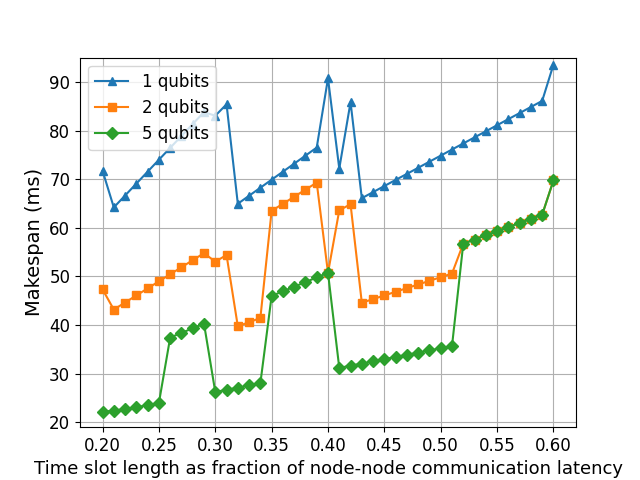 1 qubits
2 qubits
5 qubits
Makespan (ms)
90
80
70
60
50
40
30
20
0.20 0.25 0.30 0.35 0.40 0.45 0.50 0.55 0.60
Time slot length as fraction of node-node communication latency